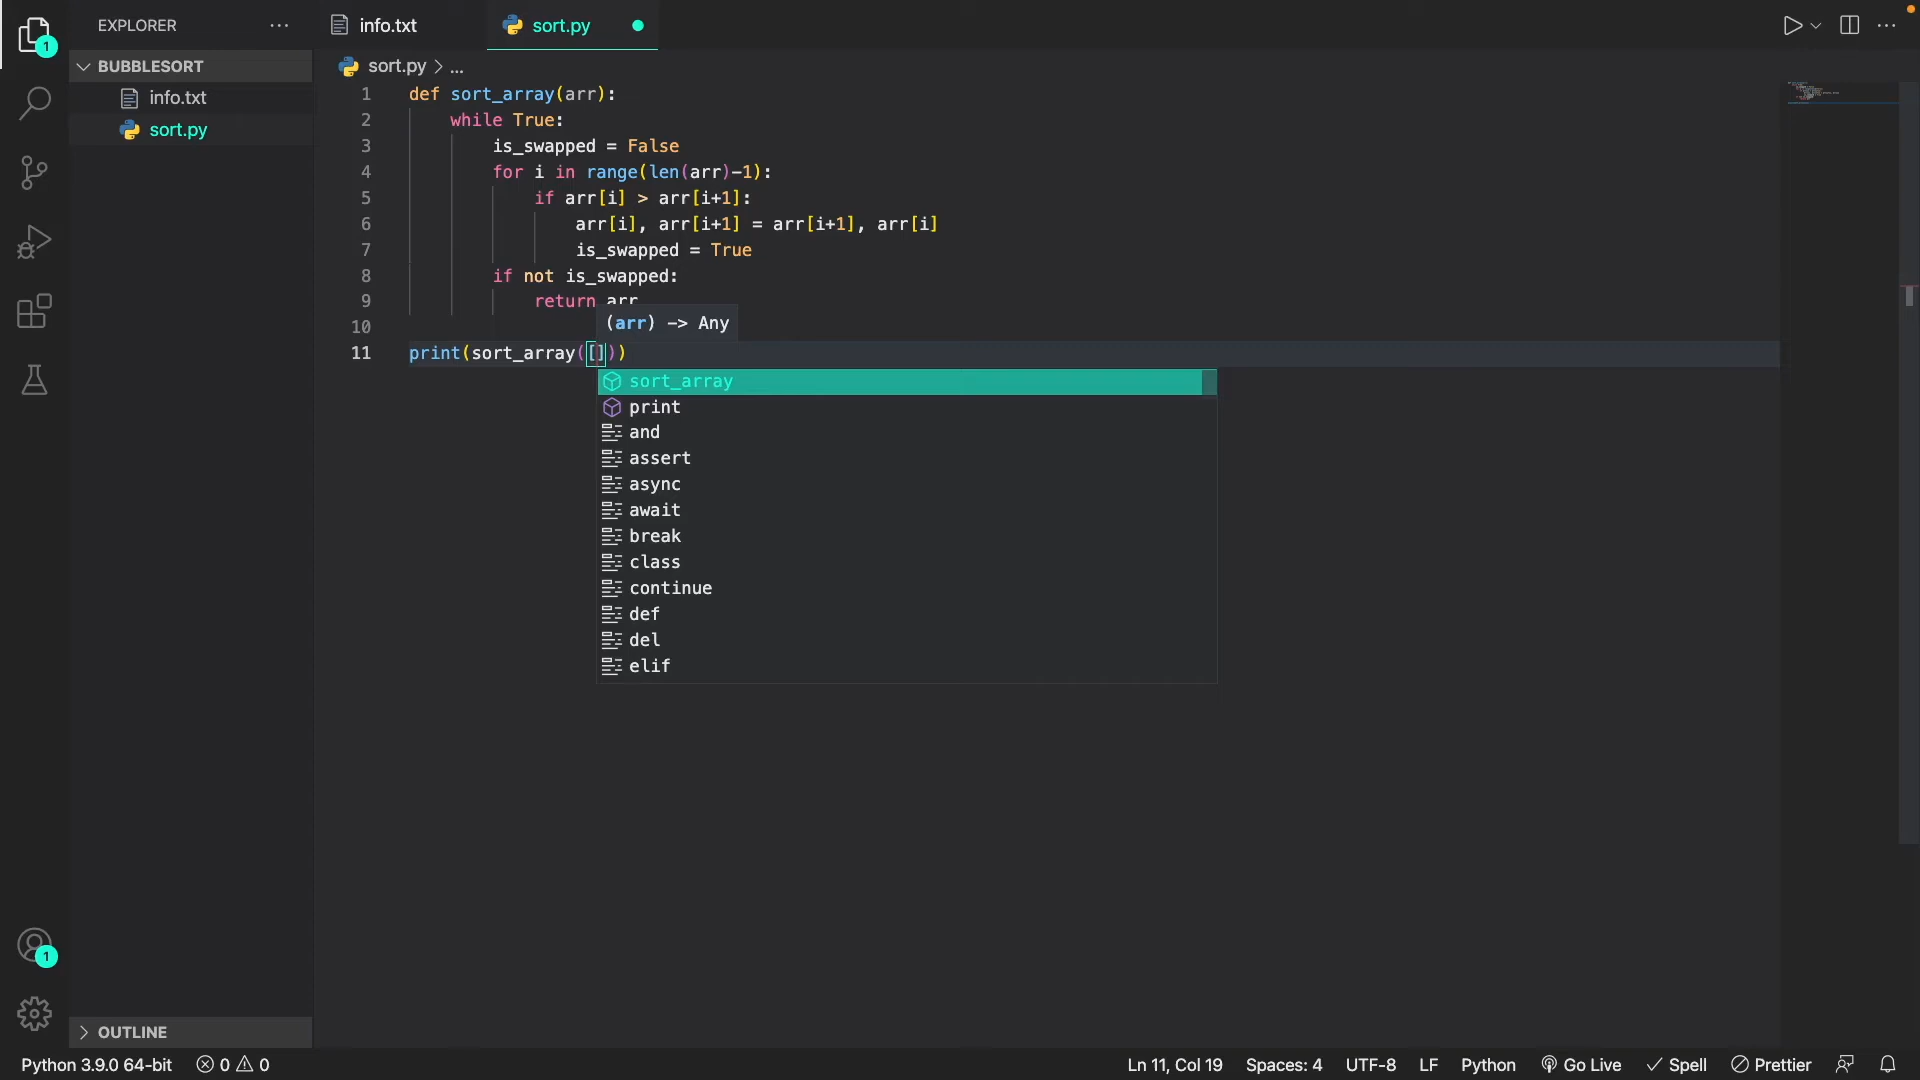 EXPLORER
info.txt
sort.py
BUBBLESORT
info.txt
sort.py
sort.py > ...
1 def sort_array(arr):
2 while True:
3 is_swapped = False
4 for i in range(len(arr)-1):
5 if arr[i] > arr[i+1]:
6 arr[i], arr[i+1] = arr[i+1], arr[i]
7 is_swapped = True
8 if not is_swapped:
9 return arr
10
(arr) -> Any
11 print(sort_array([]))
sort_array
print
and
assert
async
await
break
class
continue
def
del
elif
1
1
OUTLINE
Python 3.9.0 64-bit 0 0 Ln 11, Col 19 Spaces: 4 UTF-8 LF Python Go Live Spell Prettier